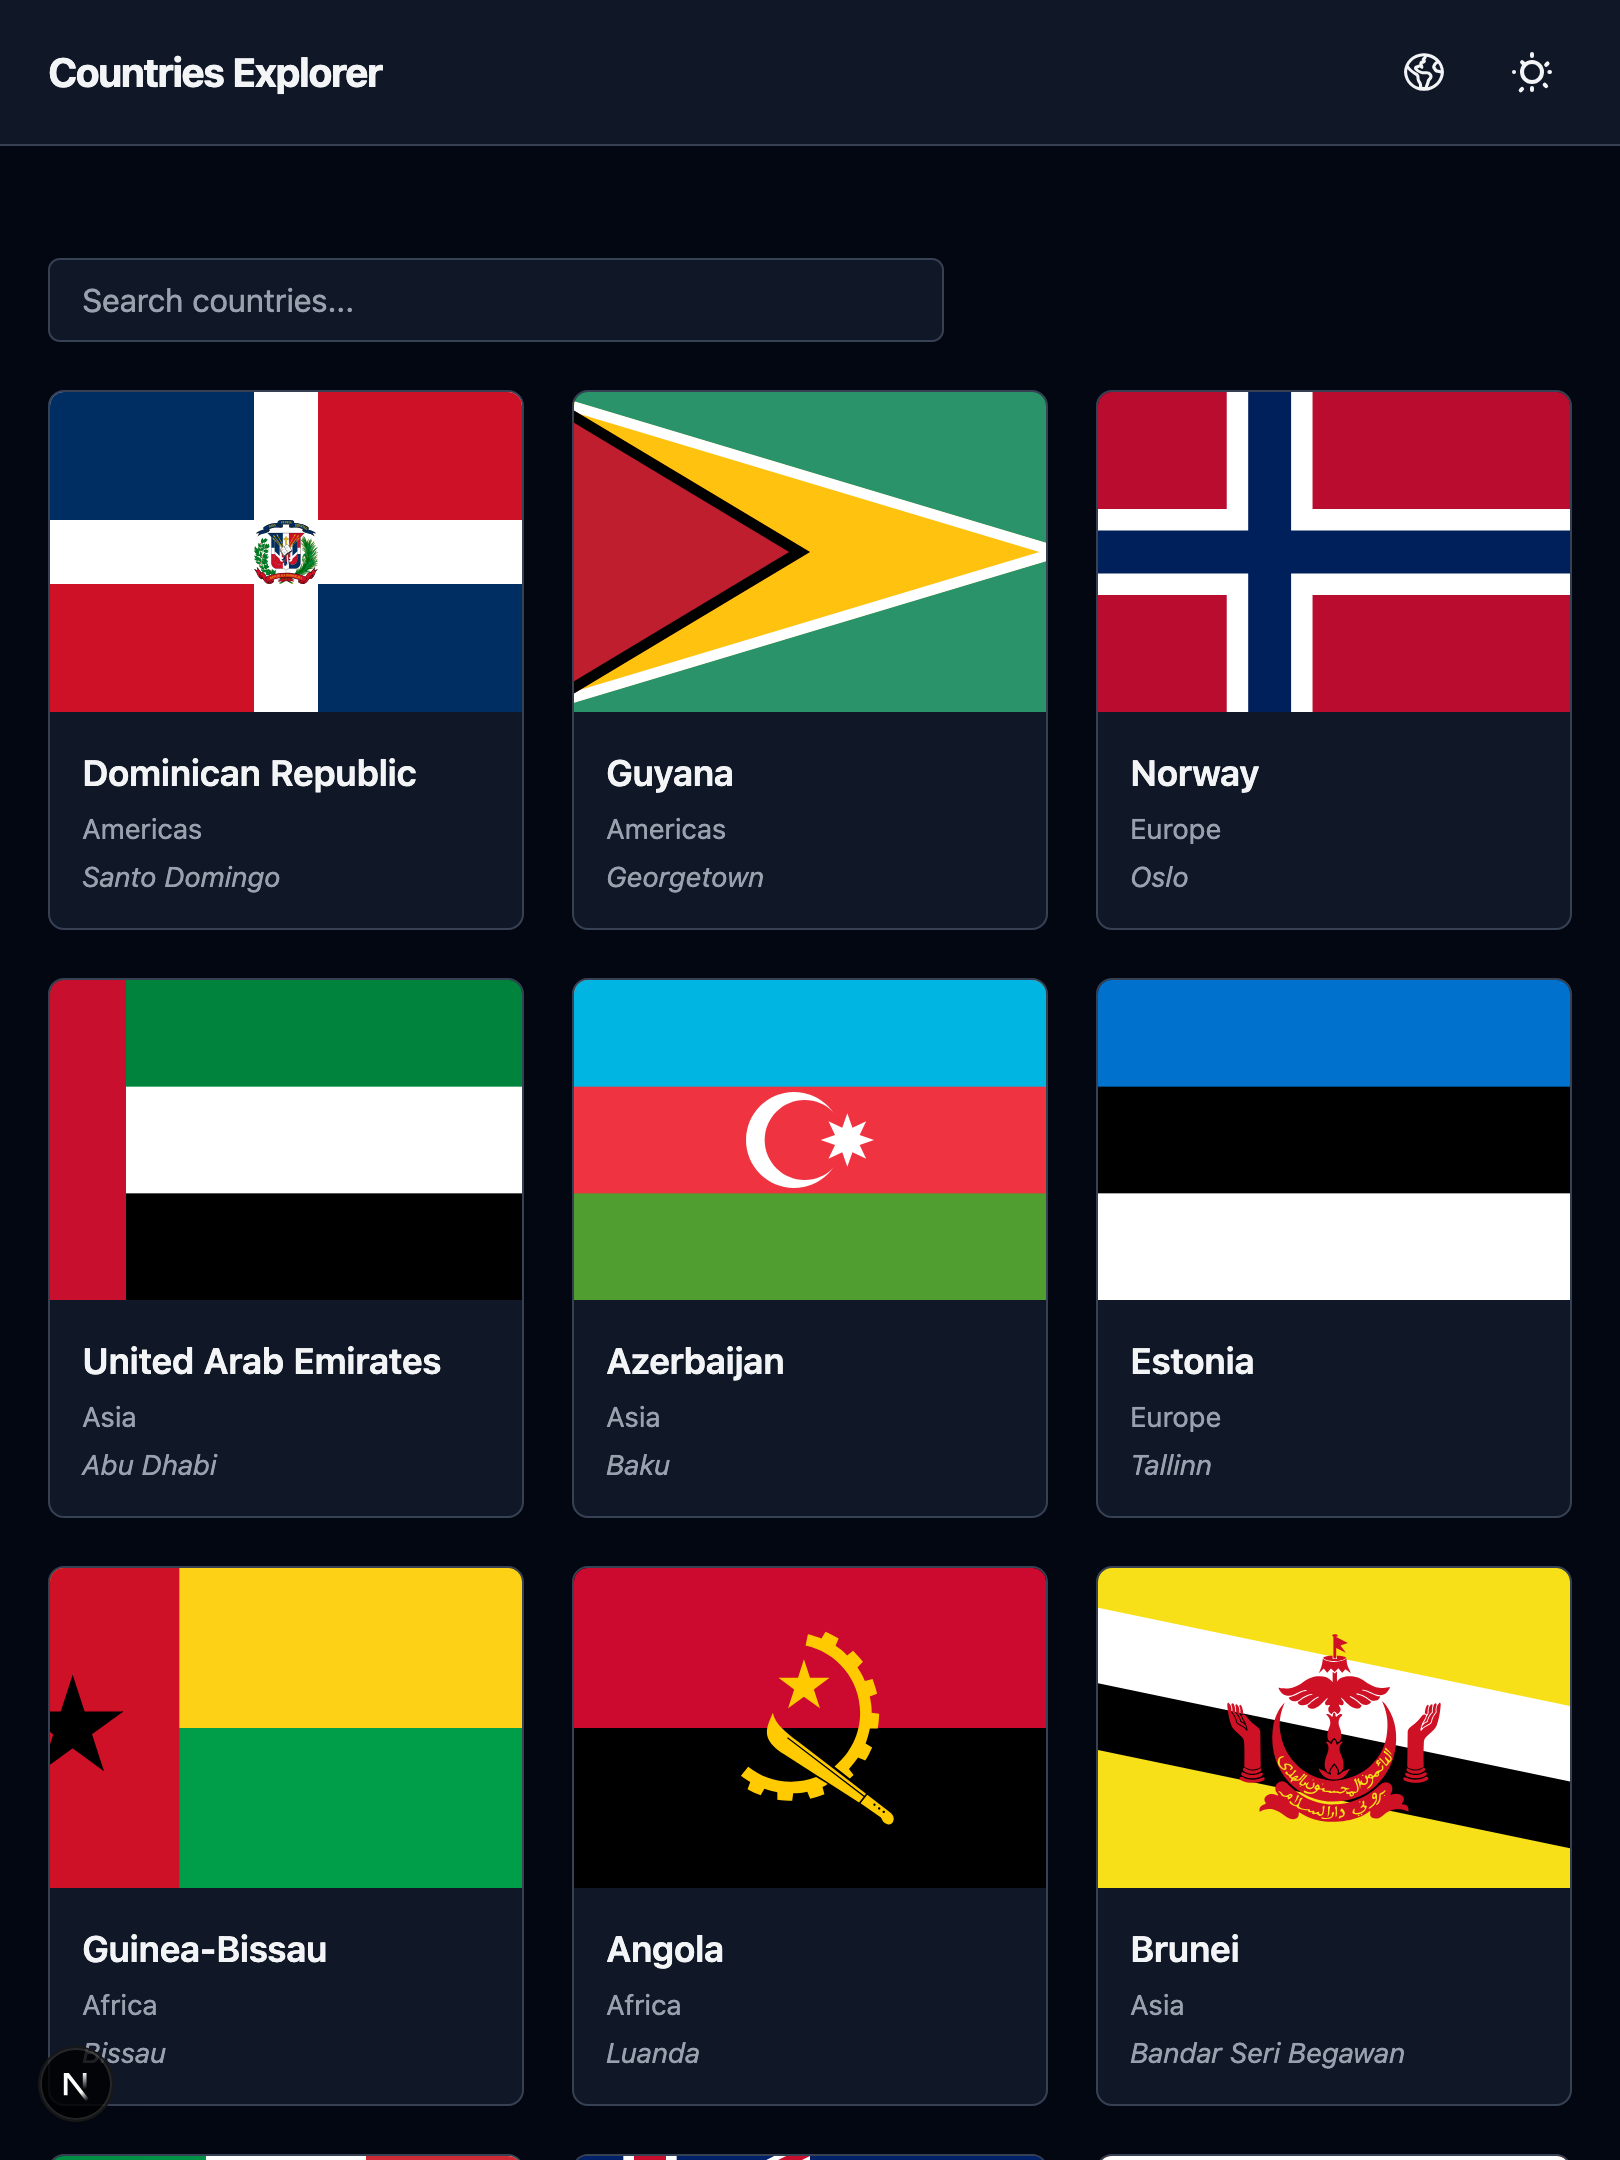 Countries Explorer
Search countries...
Dominican Republic
Americas
Santo Domingo
Guyana
Americas
Georgetown
Norway
Europe
Oslo
United Arab Emirates
Asia
Abu Dhabi
Azerbaijan
Asia
Baku
Estonia
Europe
Tallinn
Guinea-Bissau
Africa
Bissau
Angola
Africa
Luanda
Brunei
Asia
Bandar Seri Begawan
N